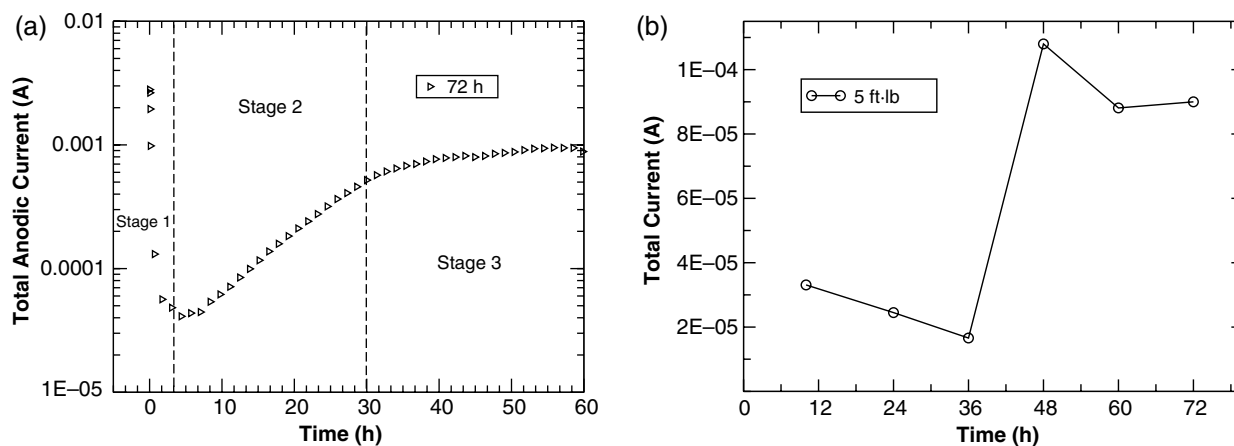 (a)
Total Anodic Current (A)
0.01
0.001
0.0001
1E–05
72 h
Stage 1
Stage 2
Stage 3
0 10 20 30 40 50 60
Time (h)
(b)
Total Current (A)
1E–04
8E–05
6E–05
4E–05
2E–05
5 ft·lb
0 12 24 36 48 60 72
Time (h)